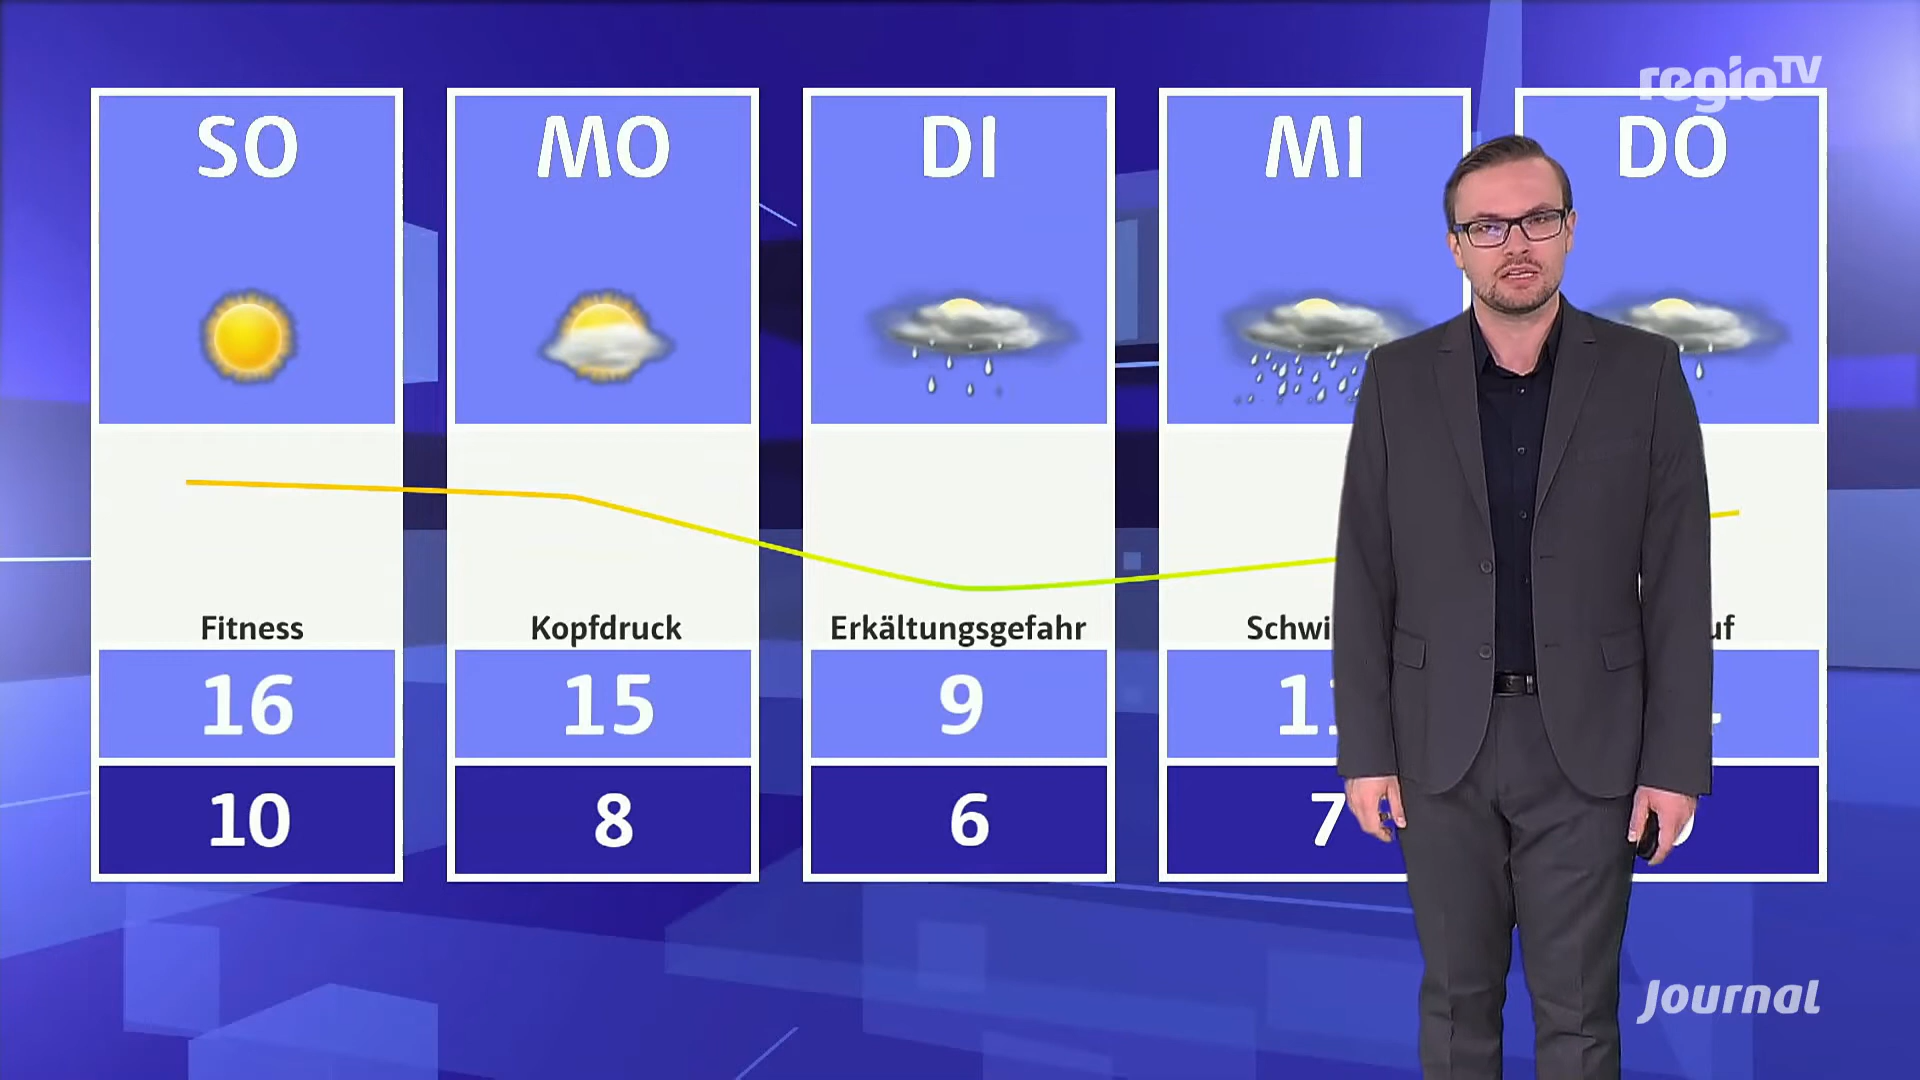 regioTV
SO
MO
DI
MI
DO
Fitness
Kopfdruck
Erkältungsgefahr
16
15
9
10
8
6
7
Journal